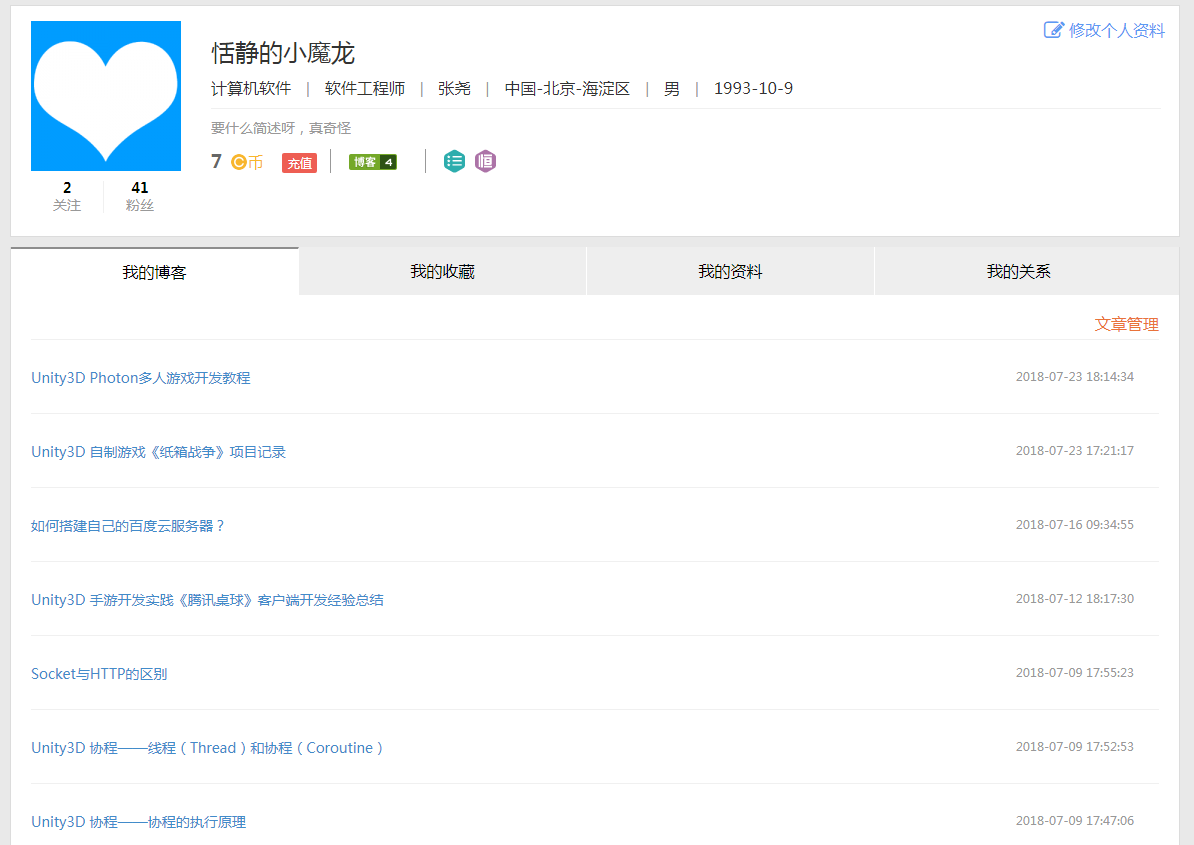 修改个人资料
恬静的小魔龙
计算机软件 | 软件工程师 | 张尧 | 中国-北京-海淀区 | 男 | 1993-10-9
要什么简述呀，真奇怪
7 C币 充值 博客 4
2 41
关注 粉丝
我的博客 我的收藏 我的资料 我的关系
文章管理
Unity3D Photon多人游戏开发教程 2018-07-23 18:14:34
Unity3D 自制游戏《纸箱战争》项目记录 2018-07-23 17:21:17
如何搭建自己的百度云服务器？ 2018-07-16 09:34:55
Unity3D 手游开发实践《腾讯桌球》客户端开发经验总结 2018-07-12 18:17:30
Socket与HTTP的区别 2018-07-09 17:55:23
Unity3D 协程——线程（Thread）和协程（Coroutine） 2018-07-09 17:52:53
Unity3D 协程——协程的执行原理 2018-07-09 17:47:06